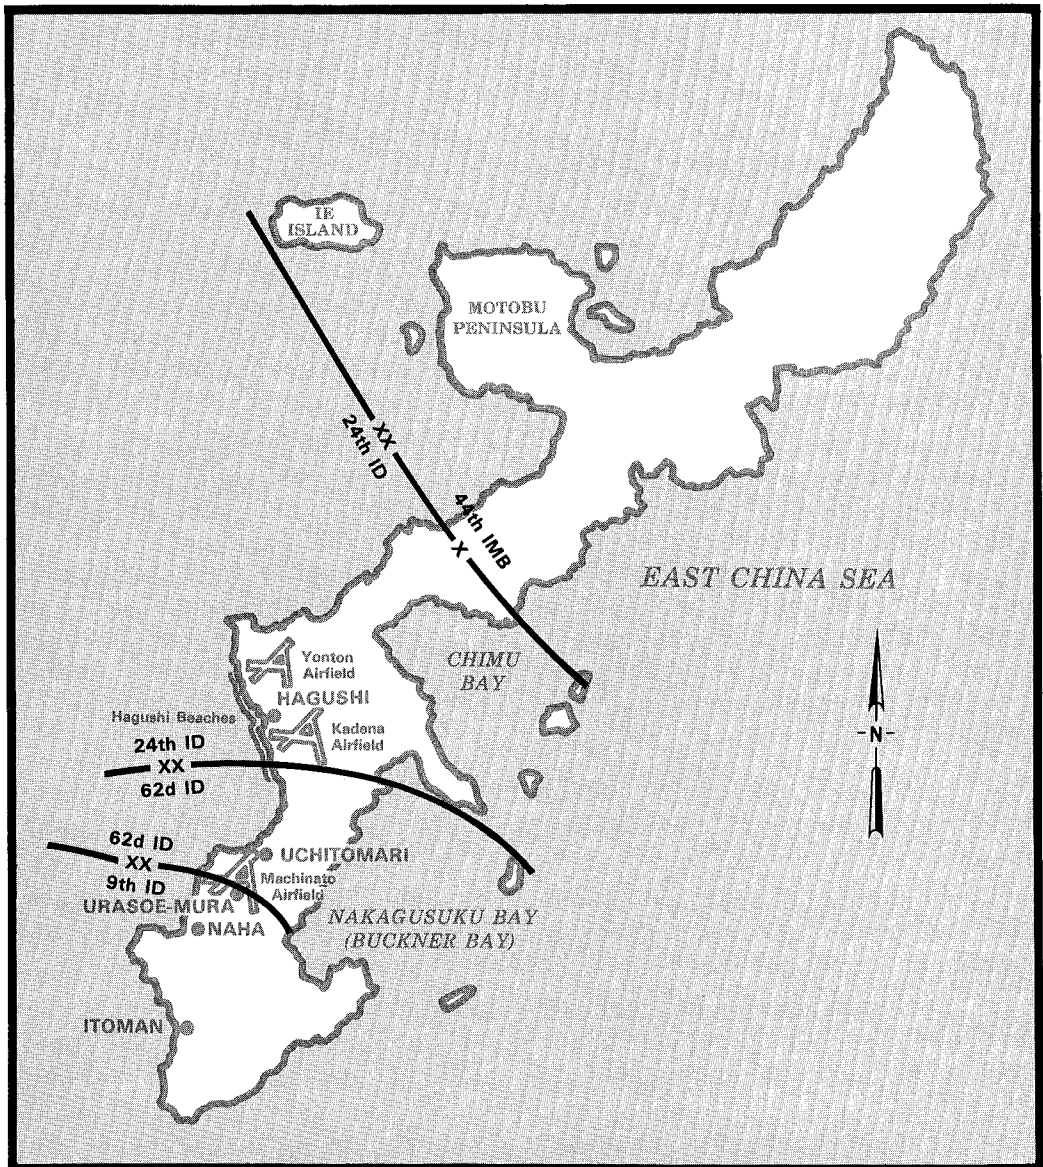 IE
ISLAND
MOTOBU
PENINSULA
XX
24th ID
44th IMB
X
EAST CHINA SEA
CHIMU
BAY
Yonton
Airfield
HAGUSHI
Hagushi Beaches
Kadena
Airfield
-N-
24th ID
XX
62d ID
62d ID
XX
9th ID
UCHITOMARI
Machinato
Airfield
URASOE-MURA
NAHA
NAKAGUSUKU BAY
(BUCKNER BAY)
ITOMAN